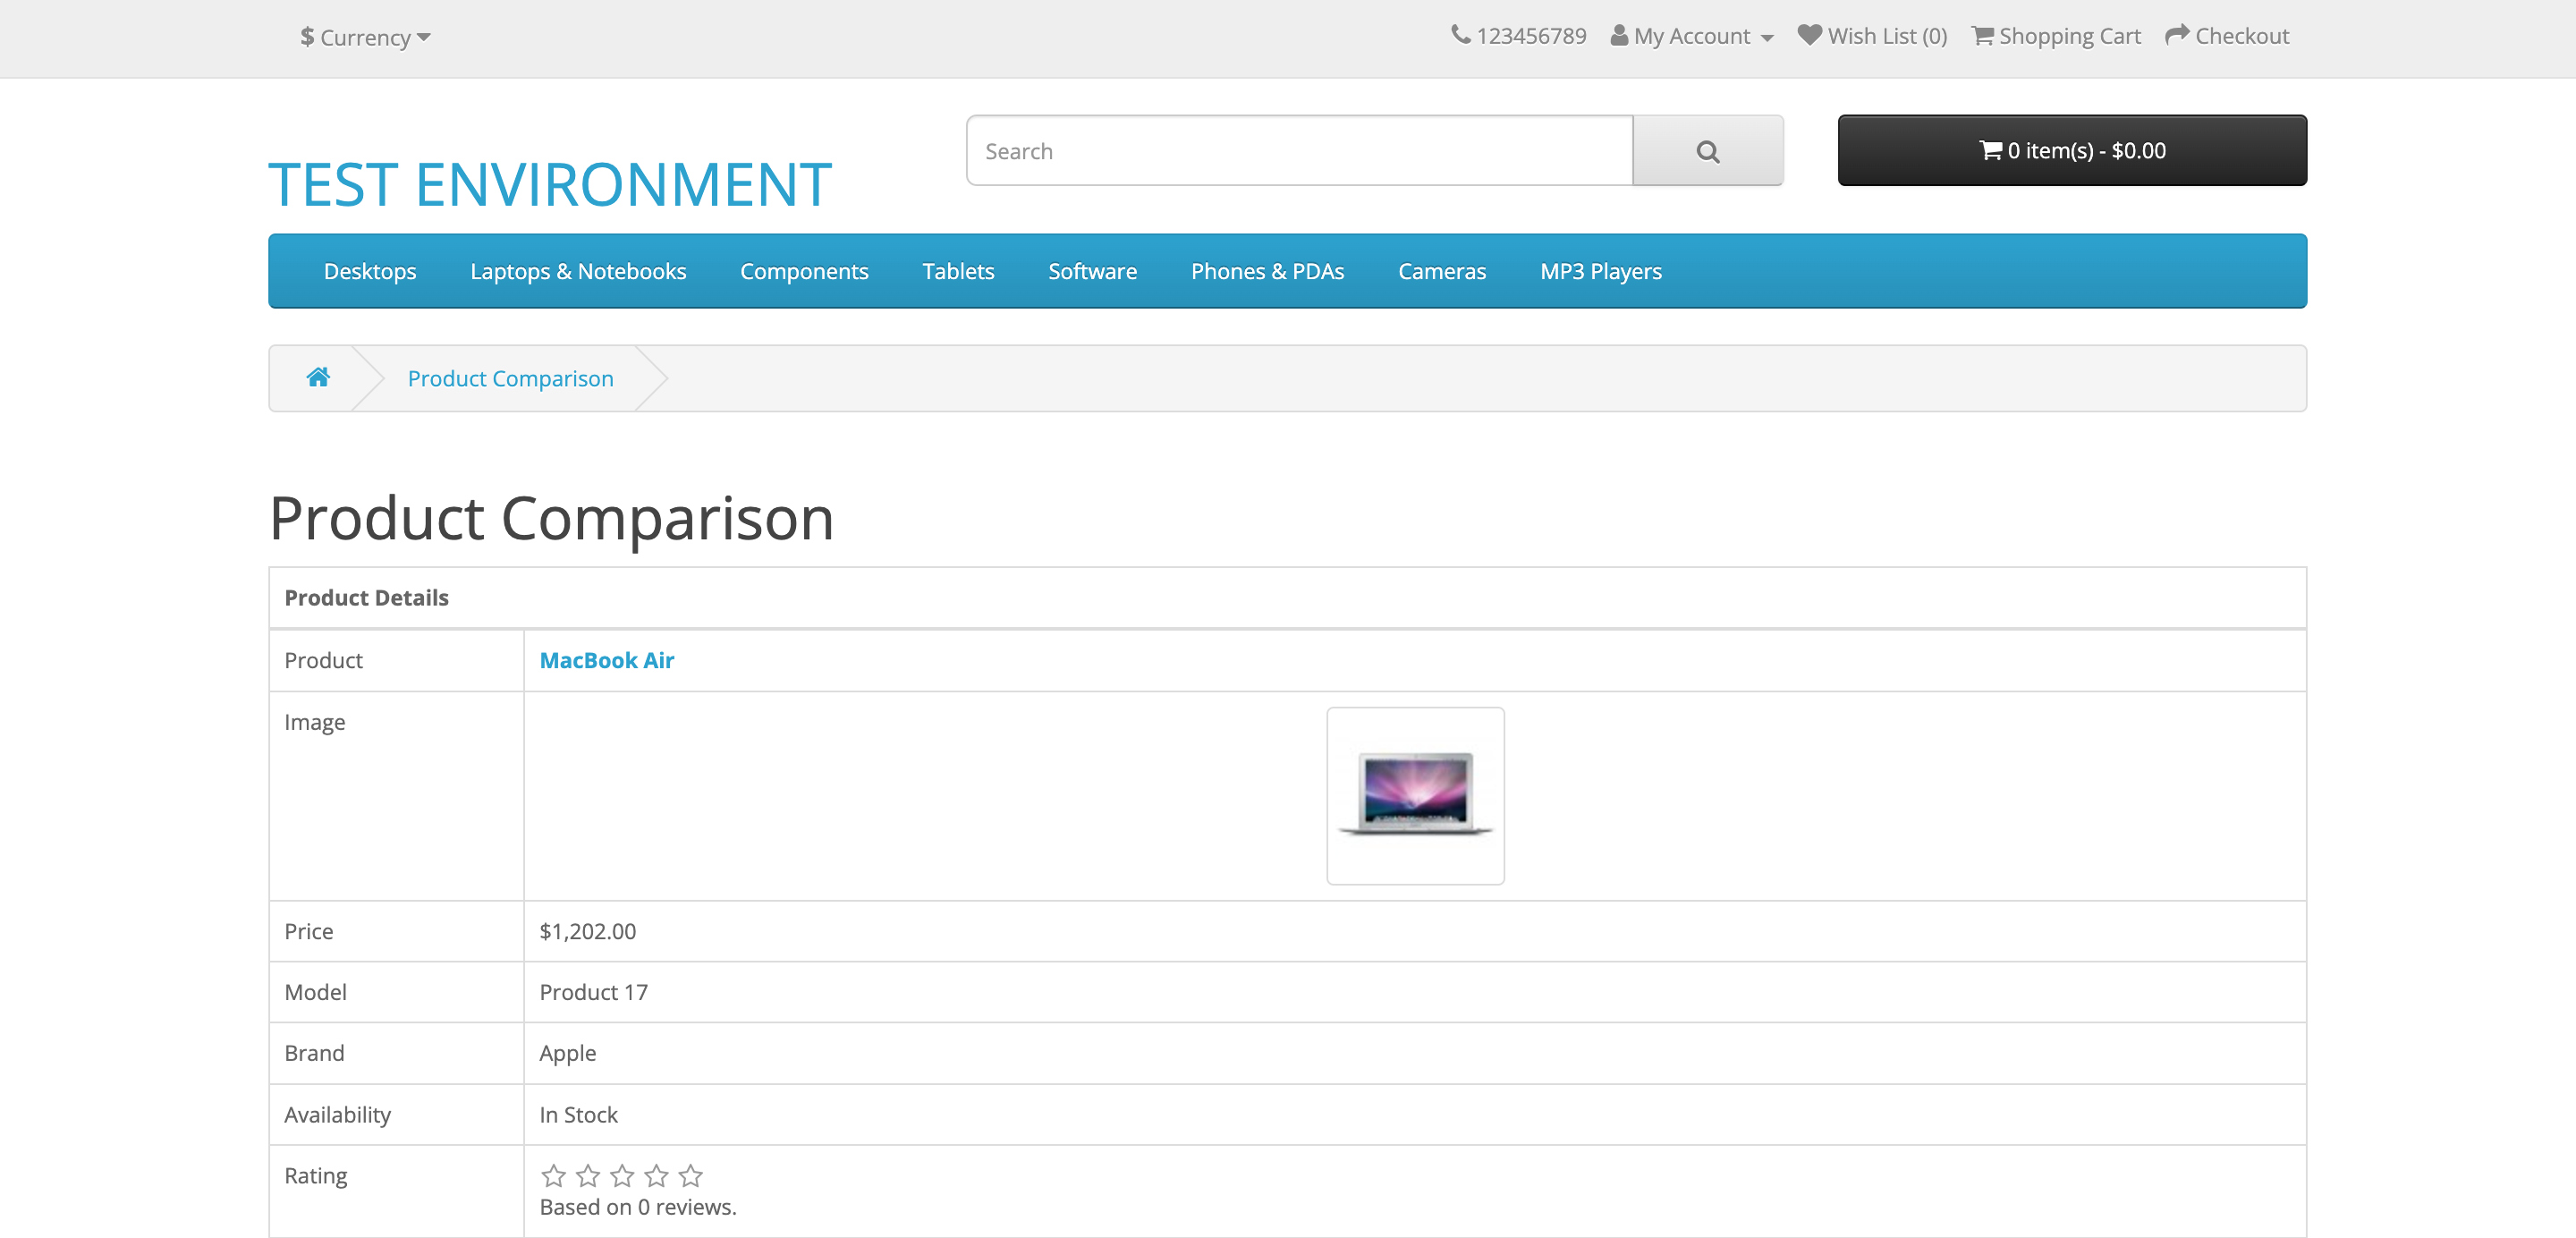 $ Currency
123456789 My Account Wish List (0) Shopping Cart Checkout
Search
0 item(s) - $0.00
TEST ENVIRONMENT
Desktops Laptops & Notebooks Components Tablets Software Phones & PDAs Cameras MP3 Players
Product Comparison
Product Comparison
Product Details
Product MacBook Air
Image
Price $1,202.00
Model Product 17
Brand Apple
Availability In Stock
Rating
Based on 0 reviews.